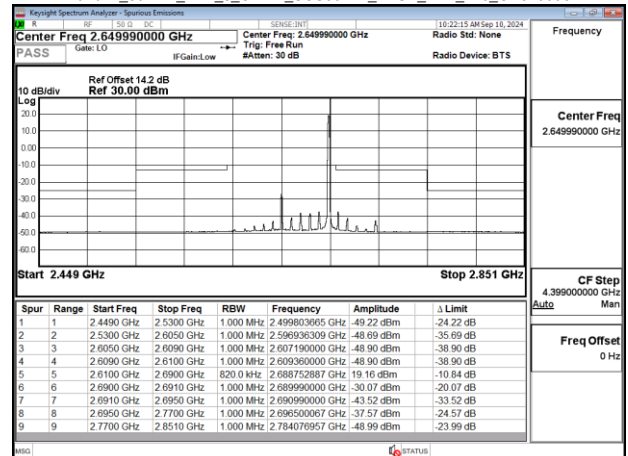 Keysight Spectrum Analyzer - Spurious Emissions
R RF 50 Ω DC SENSE:INT 10:22:15 AM Sep 10, 2024
Center Freq 2.649990000 GHz
Center Freq: 2.649990000 GHz Radio Std: None
PASS Gate: LO Trig: Free Run
IFGain:Low #Atten: 30 dB Radio Device: BTS
Frequency
Ref Offset 14.2 dB
10 dB/div Ref 30.00 dBm
Log
20.0
10.0
0.00
-10.0
-20.0
-30.0
-40.0
-50.0
-60.0
Start 2.449 GHz Stop 2.851 GHz
Center Freq
2.649990000 GHz
CF Step
4.399000000 GHz
Auto Man
Freq Offset
0 Hz
Spur Range Start Freq Stop Freq RBW Frequency Amplitude Δ Limit
1 1 2.4490 GHz 2.5300 GHz 1.000 MHz 2.499803665 GHz -49.22 dBm -24.22 dB
2 2 2.5300 GHz 2.6050 GHz 1.000 MHz 2.596936309 GHz -48.69 dBm -35.69 dB
3 3 2.6050 GHz 2.6090 GHz 1.000 MHz 2.607190000 GHz -48.90 dBm -38.90 dB
4 4 2.6090 GHz 2.6100 GHz 1.000 MHz 2.609360000 GHz -48.90 dBm -38.90 dB
5 5 2.6100 GHz 2.6900 GHz 820.0 kHz 2.688752887 GHz 19.16 dBm -10.84 dB
6 6 2.6900 GHz 2.6910 GHz 1.000 MHz 2.689990000 GHz -30.07 dBm -20.07 dB
7 7 2.6910 GHz 2.6950 GHz 1.000 MHz 2.690990000 GHz -43.52 dBm -33.52 dB
8 8 2.6950 GHz 2.7700 GHz 1.000 MHz 2.696500067 GHz -37.57 dBm -24.57 dB
9 9 2.7700 GHz 2.8510 GHz 1.000 MHz 2.784076957 GHz -48.99 dBm -23.99 dB
MSG STATUS